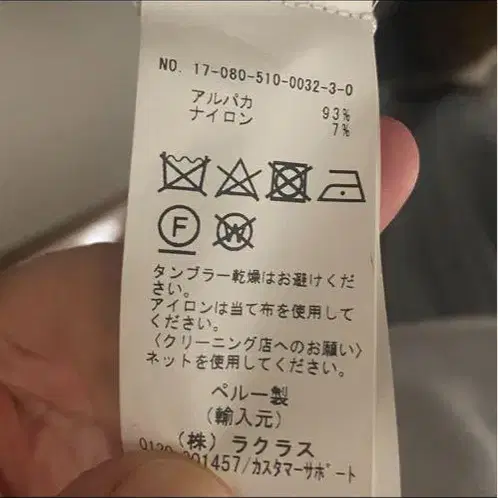 NO. 17-080-510-0032-3-0
アルパカ 93%
ナイロン 7%
F W
タンブラー乾燥はお避けくだ
さい。
アイロンは当て布を使用して
ください。
〈クリーニング店へのお願い〉
ネットを使用してください。
ペルー製
(輸入元)
(株) ラクラス
01457/カスタマーサポート